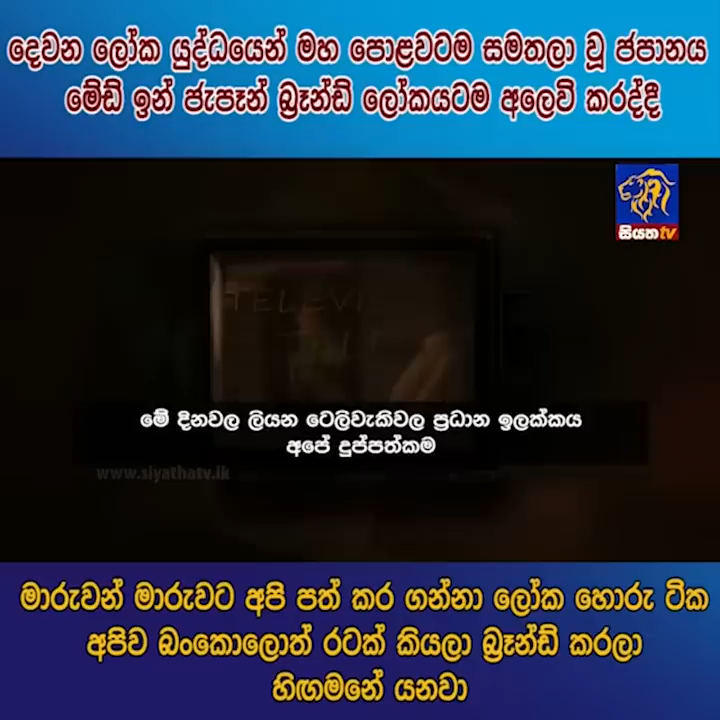 දෙවන ලෝක යුද්ධයෙන් මහ පොළවටම සමතලා වූ ජපානය
මේඩ් ඉන් ජැපෑන් බ්‍රෑන්ඩ් ලෝකයටම අලෙවි කරද්දී
සියත tv
TELEVI
මේ දිනවල ලියන ටෙලිවැකිවල ප්‍රධාන ඉලක්කය
අපේ දුප්පත්කම
www.siyathatv.lk
මාරුවන් මාරුවට අපි පත් කර ගන්නා ලෝක හොරු ටික
අපිව බංකොලොත් රටක් කියලා බ්‍රෑන්ඩ් කරලා
හිඟමනේ යනවා